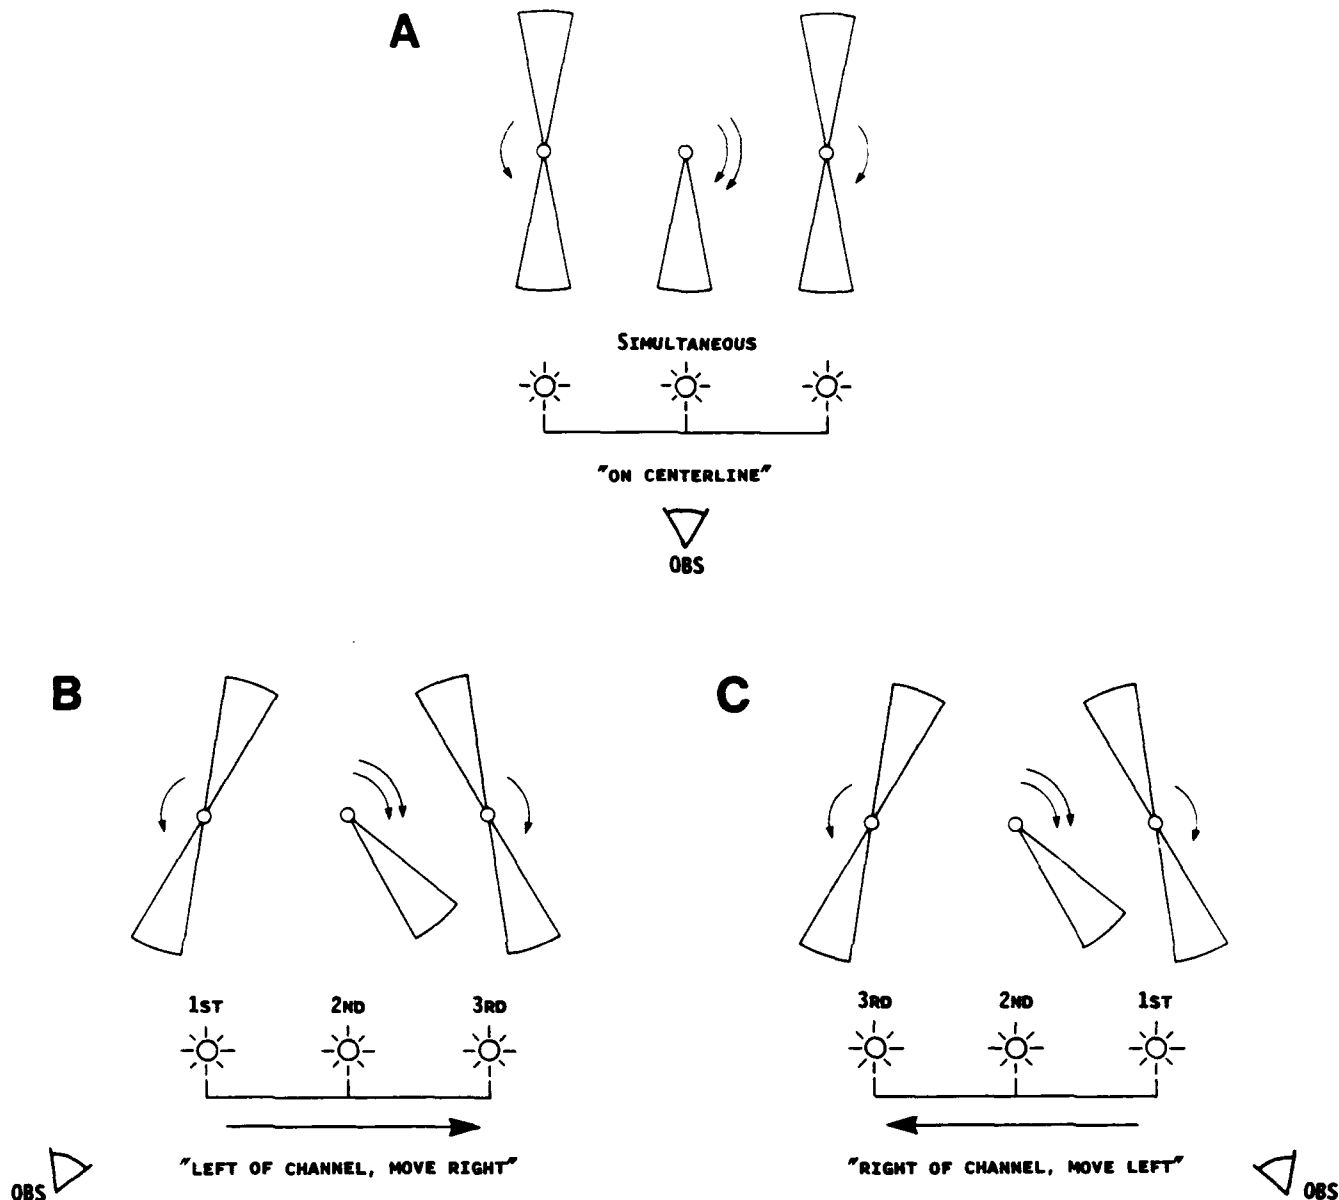 A
SIMULTANEOUS
"ON CENTERLINE"
OBS
B
1ST 2ND 3RD
"LEFT OF CHANNEL, MOVE RIGHT"
OBS
C
3RD 2ND 1ST
"RIGHT OF CHANNEL, MOVE LEFT"
OBS